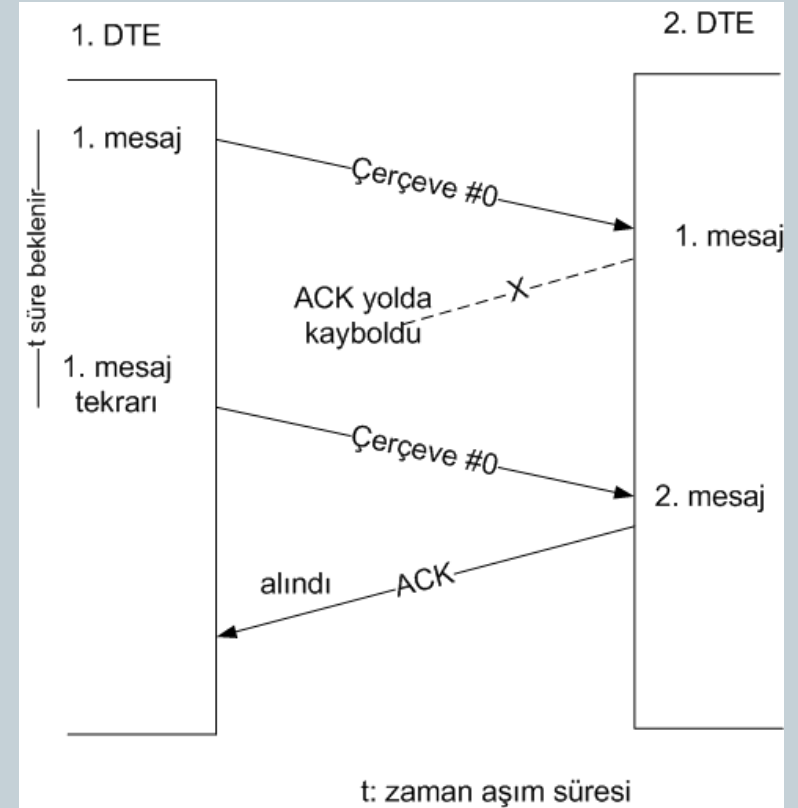 1. DTE
2. DTE
1. mesaj
Çerçeve #0
t süre beklenir
1. mesaj
ACK yolda
kayboldu
X
1. mesaj
tekrarı
Çerçeve #0
2. mesaj
alındı
ACK
t: zaman aşım süresi